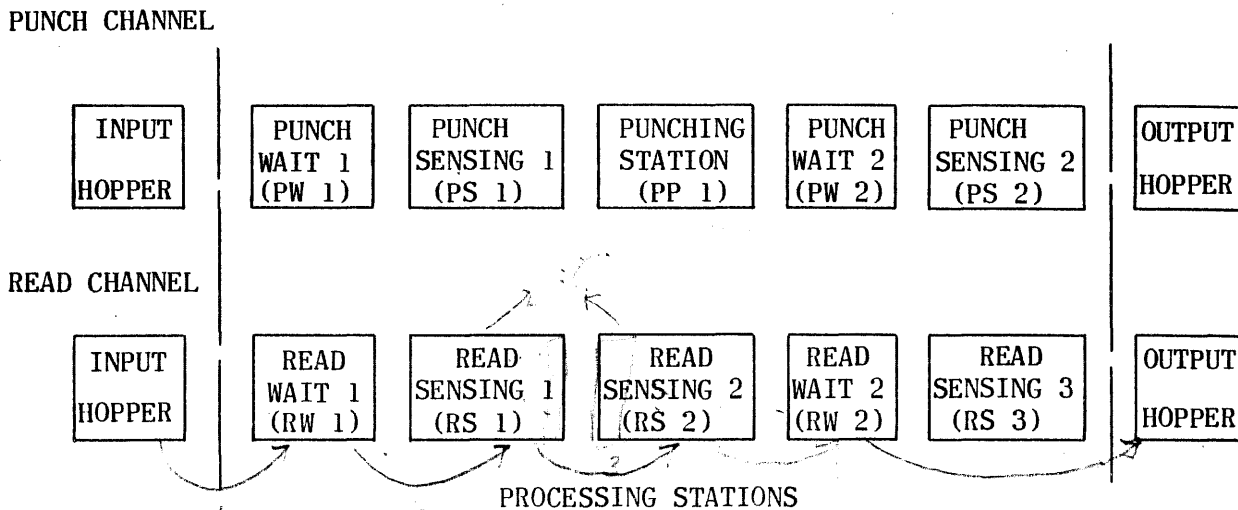 PUNCH CHANNEL
INPUT HOPPER
PUNCH WAIT 1 (PW 1)
PUNCH SENSING 1 (PS 1)
PUNCHING STATION (PP 1)
PUNCH WAIT 2 (PW 2)
PUNCH SENSING 2 (PS 2)
OUTPUT HOPPER
READ CHANNEL
INPUT HOPPER
READ WAIT 1 (RW 1)
READ SENSING 1 (RS 1)
READ SENSING 2 (RS 2)
READ WAIT 2 (RW 2)
READ SENSING 3 (RS 3)
OUTPUT HOPPER
2
PROCESSING STATIONS